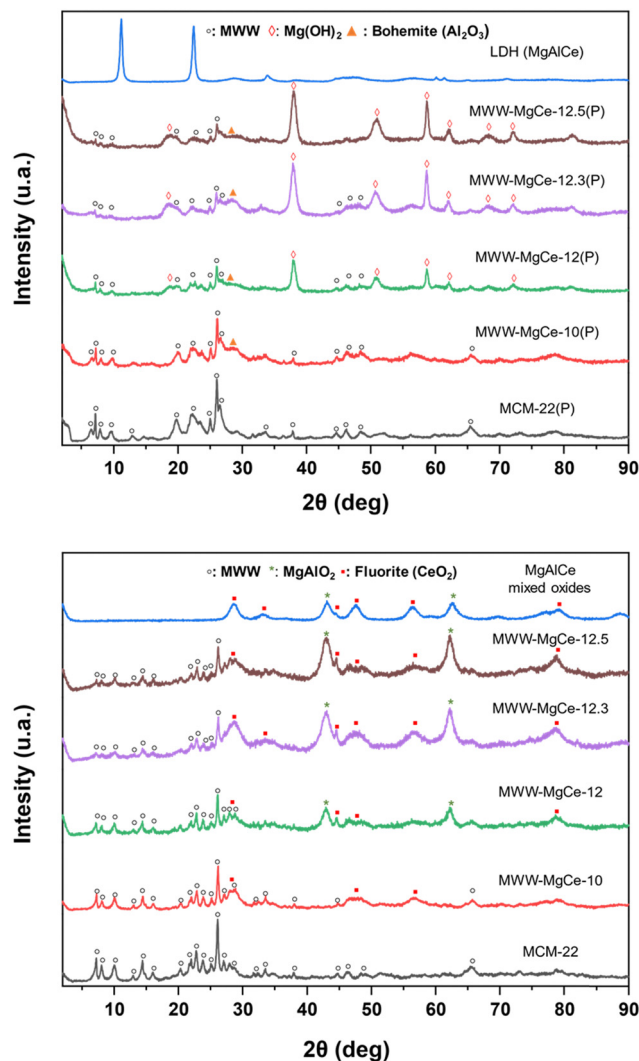 ○: MWW ◊: Mg(OH)₂ ▲: Bohemite (Al₂O₃)
LDH (MgAlCe)
MWW-MgCe-12.5(P)
MWW-MgCe-12.3(P)
MWW-MgCe-12(P)
MWW-MgCe-10(P)
MCM-22(P)
Intensity (u.a.)
10 20 30 40 50 60 70 80 90
2θ (deg)
○: MWW *: MgAlO₂ ▪: Fluorite (CeO₂)
MgAlCe
mixed oxides
MWW-MgCe-12.5
MWW-MgCe-12.3
MWW-MgCe-12
MWW-MgCe-10
MCM-22
Intesity (u.a.)
10 20 30 40 50 60 70 80 90
2θ (deg)